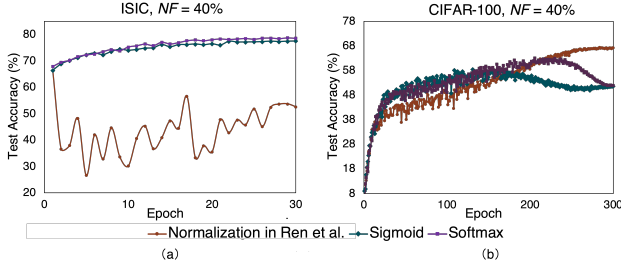 ISIC, NF = 40%
CIFAR-100, NF = 40%
Test Accuracy (%)
80
70
60
50
40
30
20
0
10
20
30
Epoch
Test Accuracy (%)
78
68
58
48
38
28
18
8
0
100
200
300
Epoch
Normalization in Ren et al. Sigmoid Softmax
(a)
(b)